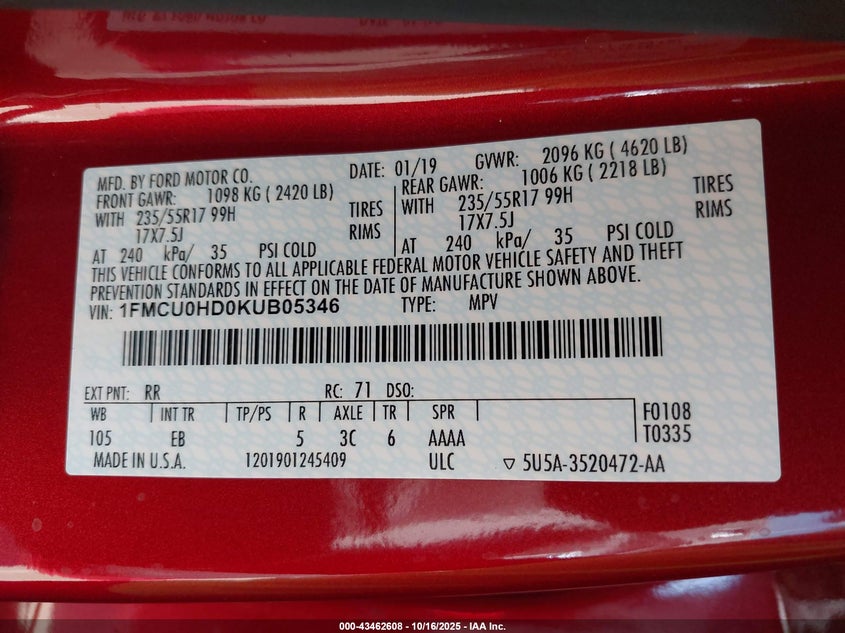 MFD. BY FORD MOTOR CO. DATE: 01/19 GVWR: 2096 KG ( 4620 LB)
FRONT GAWR: 1098 KG ( 2420 LB) REAR GAWR: 1006 KG ( 2218 LB)
WITH 235/55R17 99H TIRES WITH 235/55R17 99H TIRES
17X7.5J RIMS 17X7.5J RIMS
AT 240 kPa/ 35 PSI COLD AT 240 kPa/ 35 PSI COLD
THIS VEHICLE CONFORMS TO ALL APPLICABLE FEDERAL MOTOR VEHICLE SAFETY AND THEFT
PREVENTION STANDARDS IN EFFECT ON THE DATE OF MANUFACTURE SHOWN ABOVE.
VIN: 1FMCU0HD0KUB05346 TYPE: MPV
EXT PNT: RR RC: 71 DSO:
WB INT TR TP/PS R AXLE TR SPR F0108
105 EB 5 3C 6 AAAA T0335
MADE IN U.S.A. 1201901245409 ULC ▽ 5U5A-3520472-AA
000-43462608 - 10/16/2025 - IAA Inc.